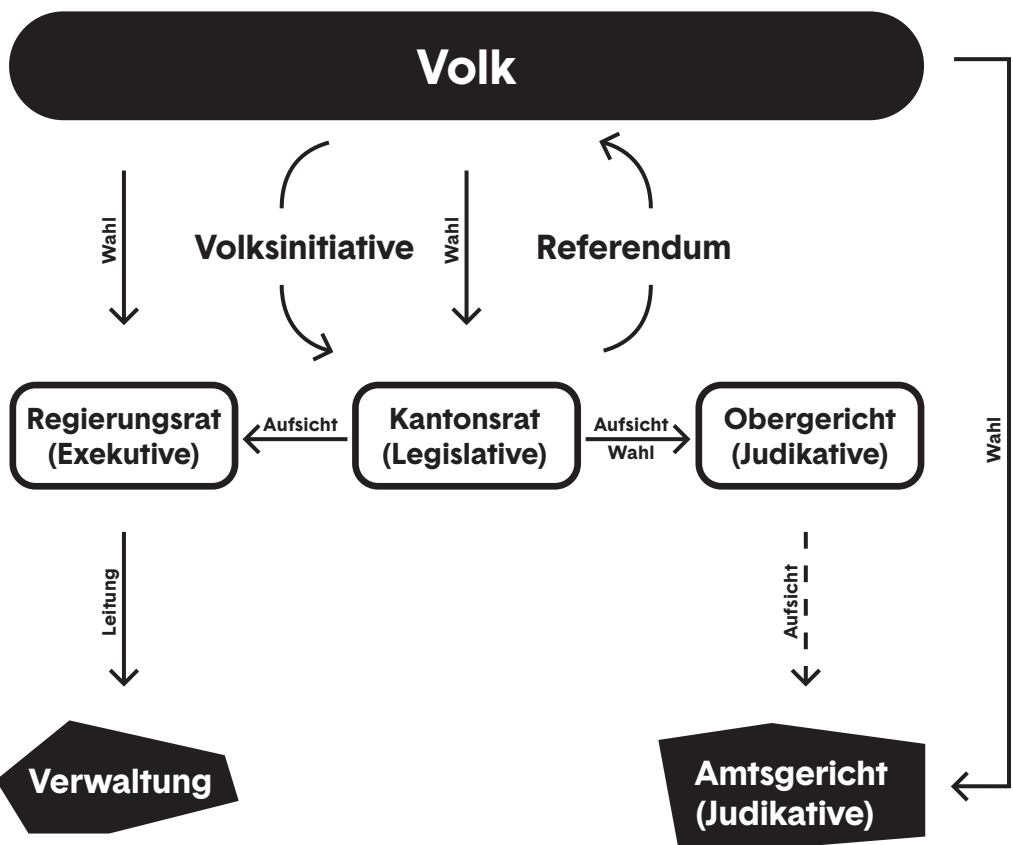 Volk
Wahl
Volksinitiative
Wahl
Referendum
Regierungsrat
(Exekutive)
Aufsicht
Kantonsrat
(Legislative)
Aufsicht
Wahl
Obergericht
(Judikative)
Wahl
Leitung
Aufsicht
Verwaltung
Amtsgericht
(Judikative)